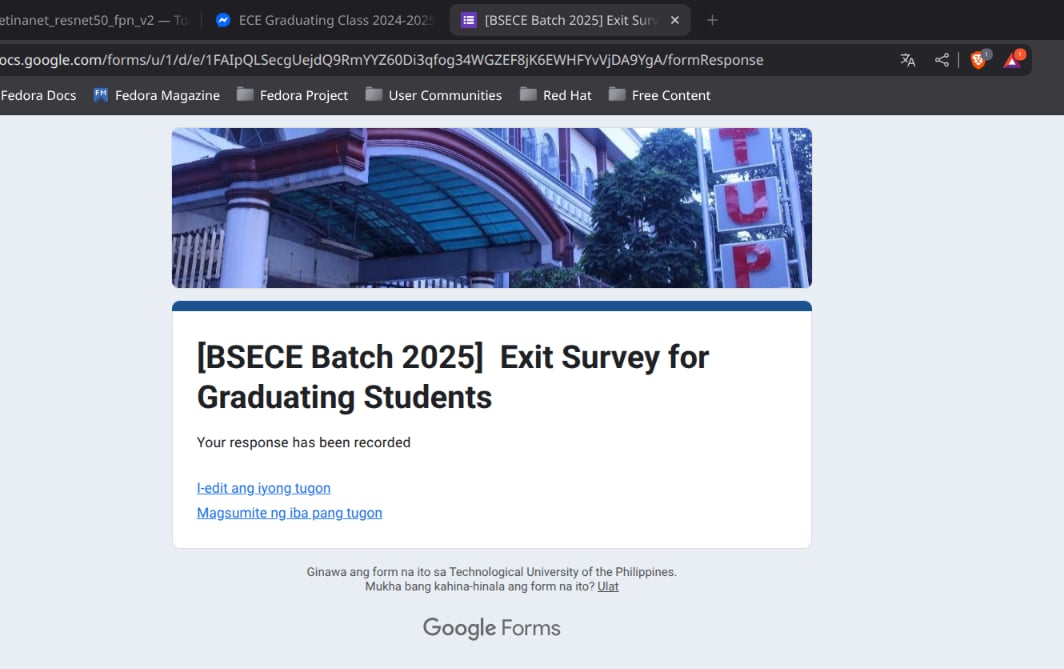 etinanet_resnet50_fpn_v2 — To
ECE Graduating Class 2024-2025
[BSECE Batch 2025] Exit Sur
ocs.google.com/forms/u/1/d/e/1FAIpQLSecgUejdQ9RmYYZ60Di3qfog34WGZEF8jK6EWHFYvVjDA9YgA/formResponse
1
1
Fedora Docs
Fedora Magazine
Fedora Project
User Communities
Red Hat
Free Content
T
U
P
[BSECE Batch 2025] Exit Survey for
Graduating Students
Your response has been recorded
I-edit ang iyong tugon
Magsumite ng iba pang tugon
Ginawa ang form na ito sa Technological University of the Philippines.
Mukha bang kahina-hinala ang form na ito? Ulat
Google Forms